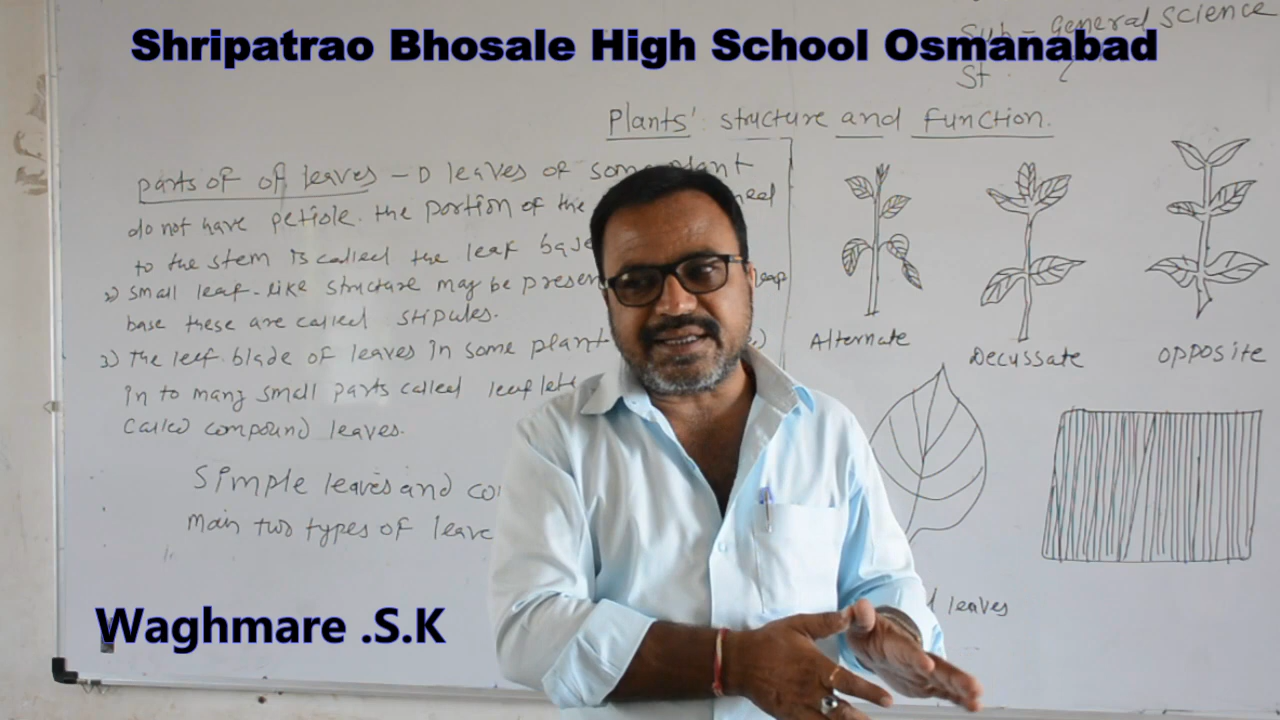 Shripatrao Bhosale High School Osmanabad
Sub - General Science
St.
Plants' structure and Function.
parts of of leaves - D leaves of some plant
do not have petiole. the portion of the
to the stem is called the leaf base
2) small leaf-like structure may be presen
base these are called stipules.
3) the leef blade of leaves in some plant
in to many small parts called leaflets
called compound leaves.
Simple leaves and co
main two types of leave
Alternate
Decussate
opposite
leaves
Waghmare .S.K